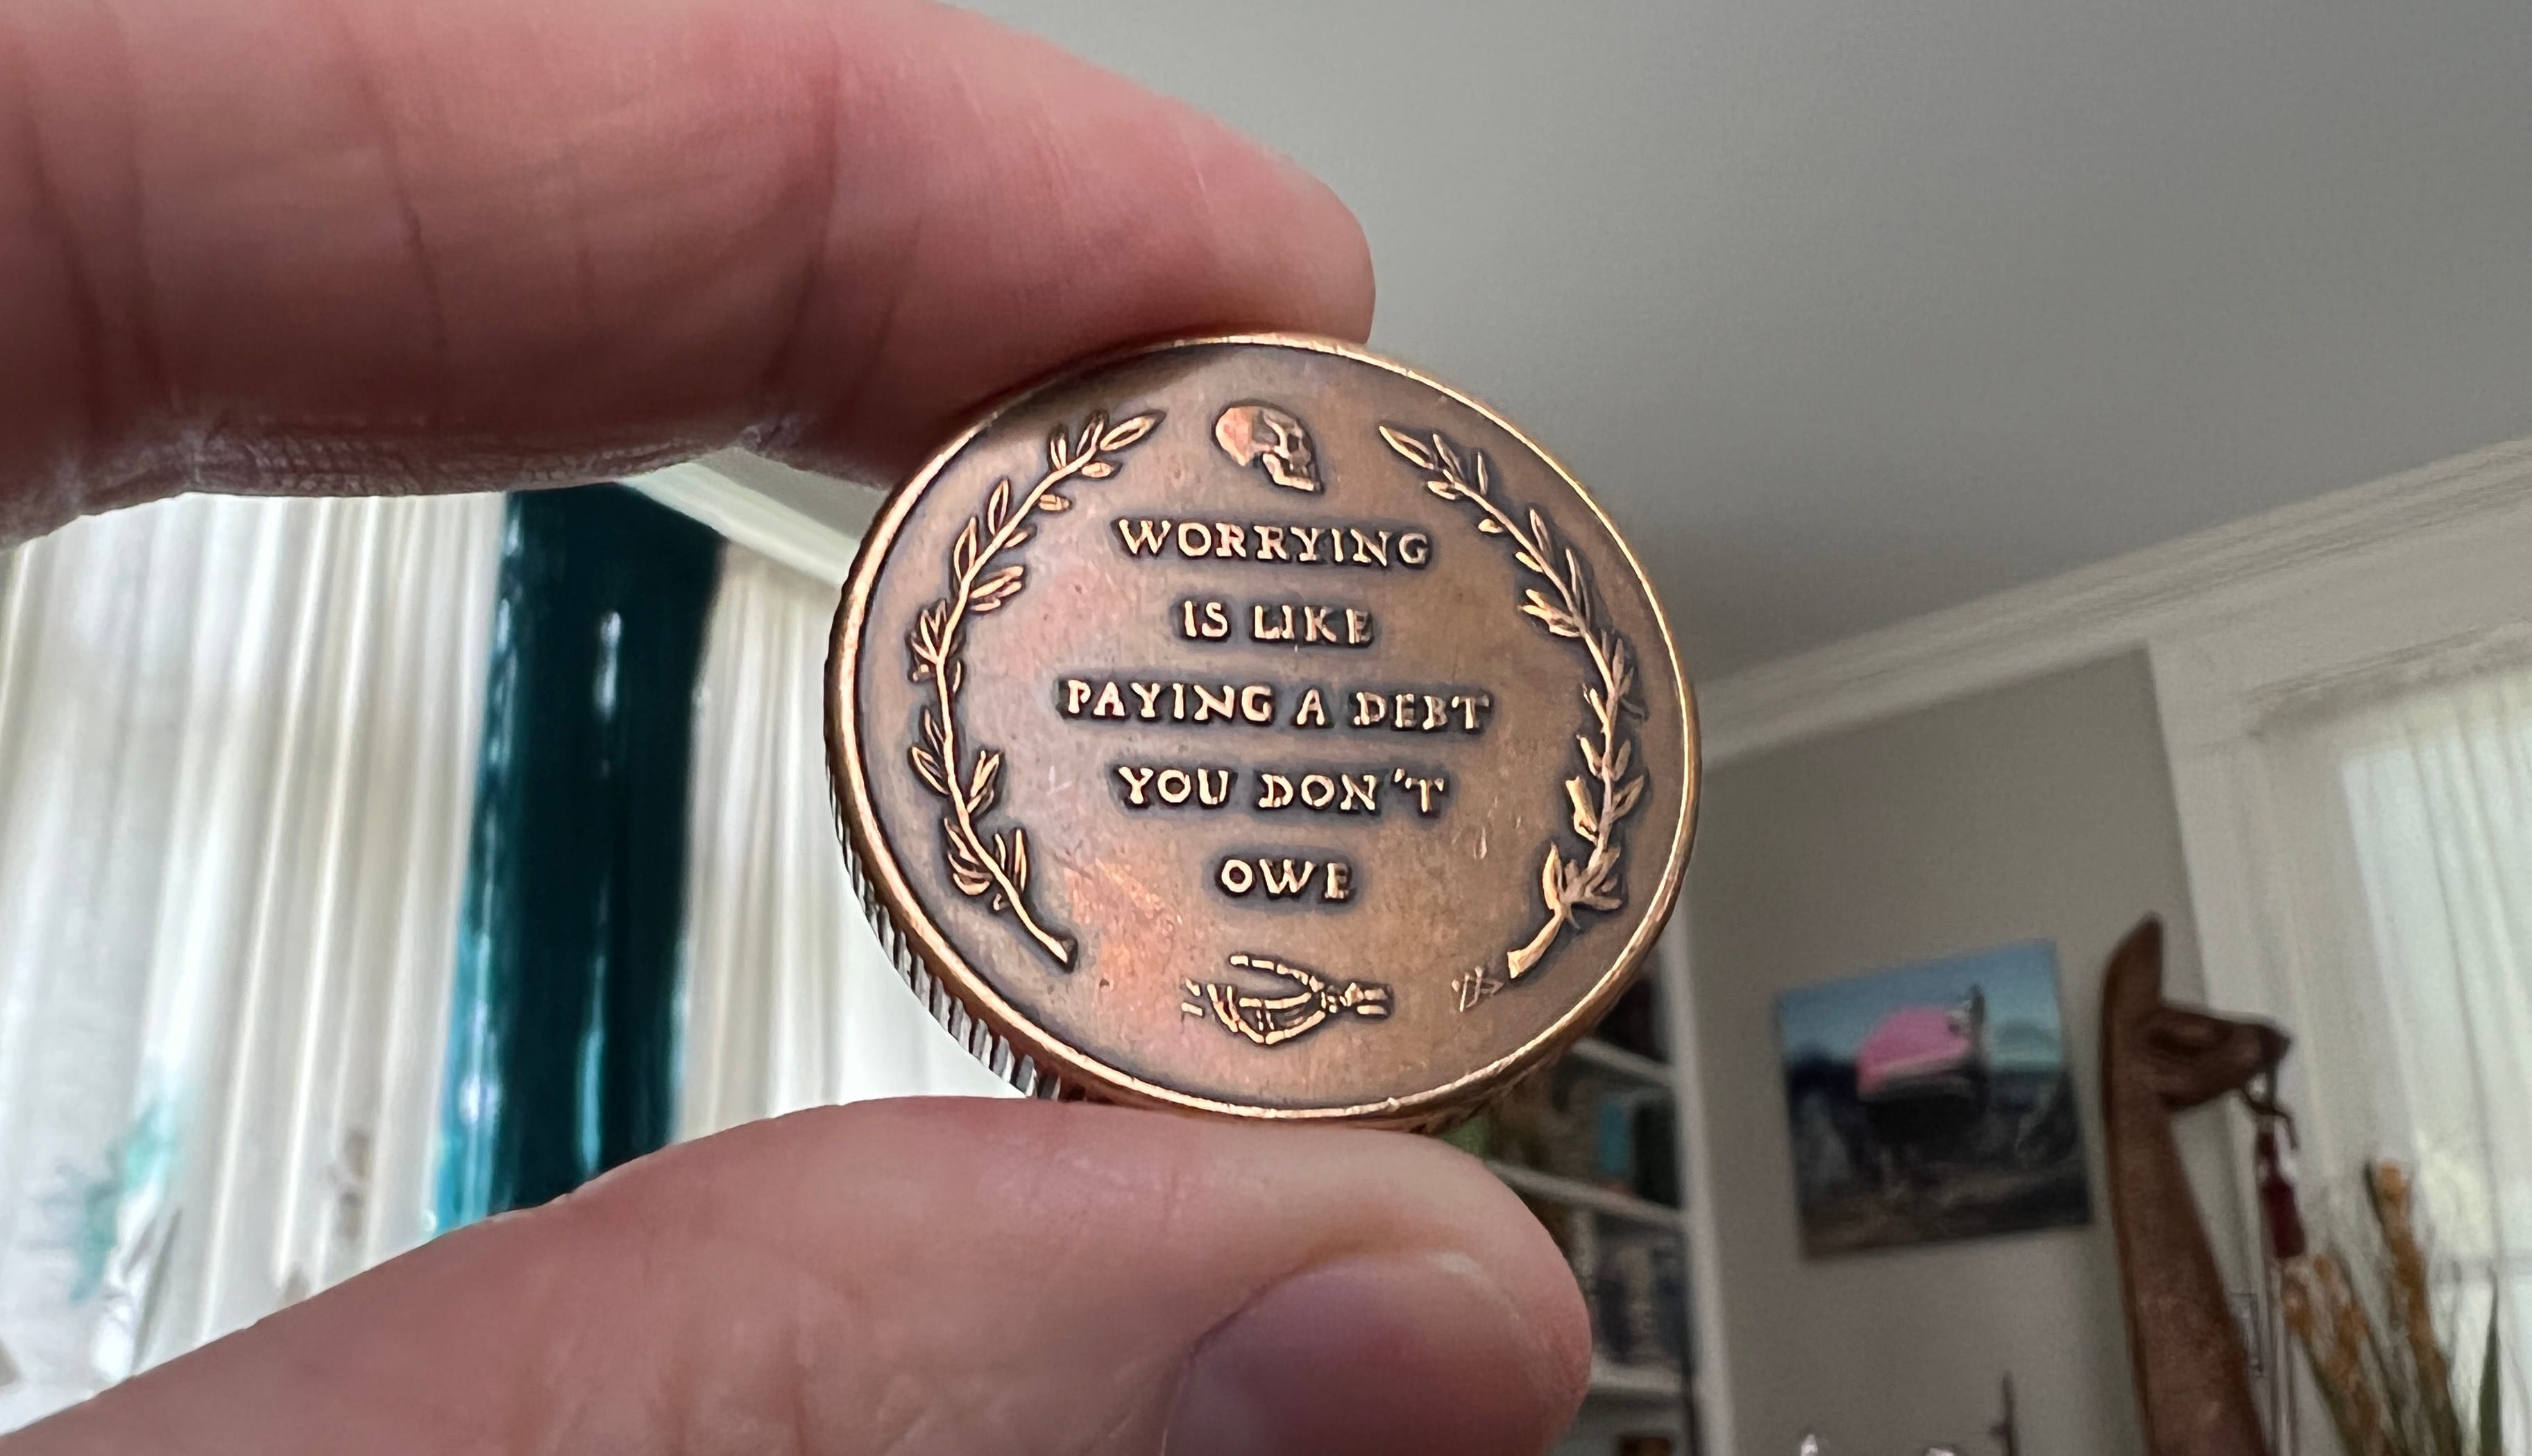 WORRYING
IS LIKE
PAYING A DEBT
YOU DON'T
OWE